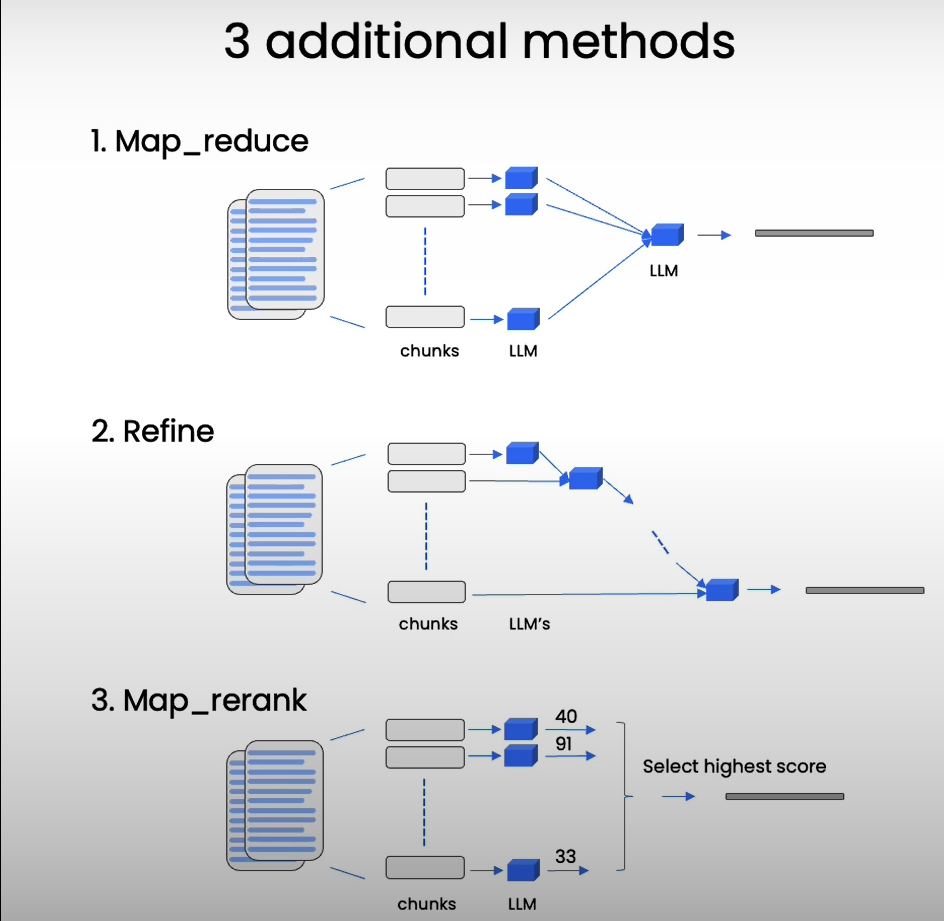 3 additional methods
1. Map_reduce
LLM
chunks LLM
2. Refine
chunks LLM's
3. Map_rerank
40
91
Select highest score
33
chunks LLM